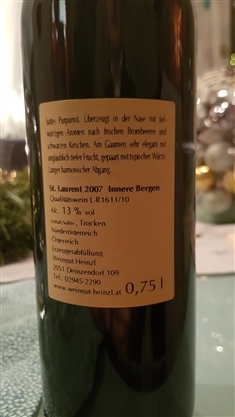 Sattes Purpurrot. Überzeugt in der Nase mit tief-
würzigen Aromen nach frischen Brombeeren und
schwarzen Kirschen. Am Gaumen sehr elegant mit
unglaublich tiefer Frucht, gepaart mit typischer Würze.
Langer harmonischer Abgang.
St. Laurent 2007 Innere Bergen
Qualitätswein L-R1611/10
Alc. 13 % vol
enthält Sulfite , Trocken
Niederösterreich
Österreich
Erzeugerabfüllung
Weingut Heinzl
2051 Deinzendorf 109
Tel. 02945-2290
www.weingut-heinzl.at 0,75 l